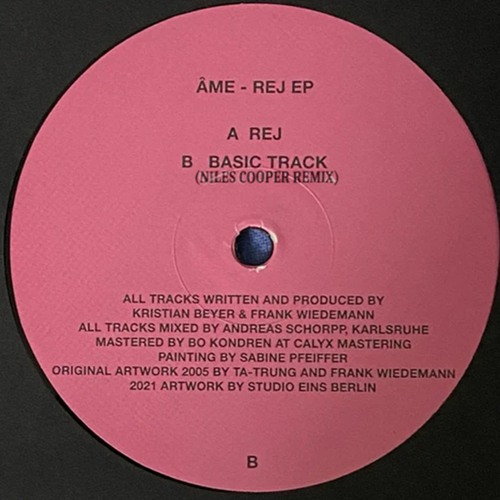 ÂME - REJ EP
A REJ
B BASIC TRACK
(NILES COOPER REMIX)
ALL TRACKS WRITTEN AND PRODUCED BY
KRISTIAN BEYER & FRANK WIEDEMANN
ALL TRACKS MIXED BY ANDREAS SCHORPP, KARLSRUHE
MASTERED BY BO KONDREN AT CALYX MASTERING
PAINTING BY SABINE PFEIFFER
ORIGINAL ARTWORK 2005 BY TA-TRUNG AND FRANK WIEDEMANN
2021 ARTWORK BY STUDIO EINS BERLIN
B